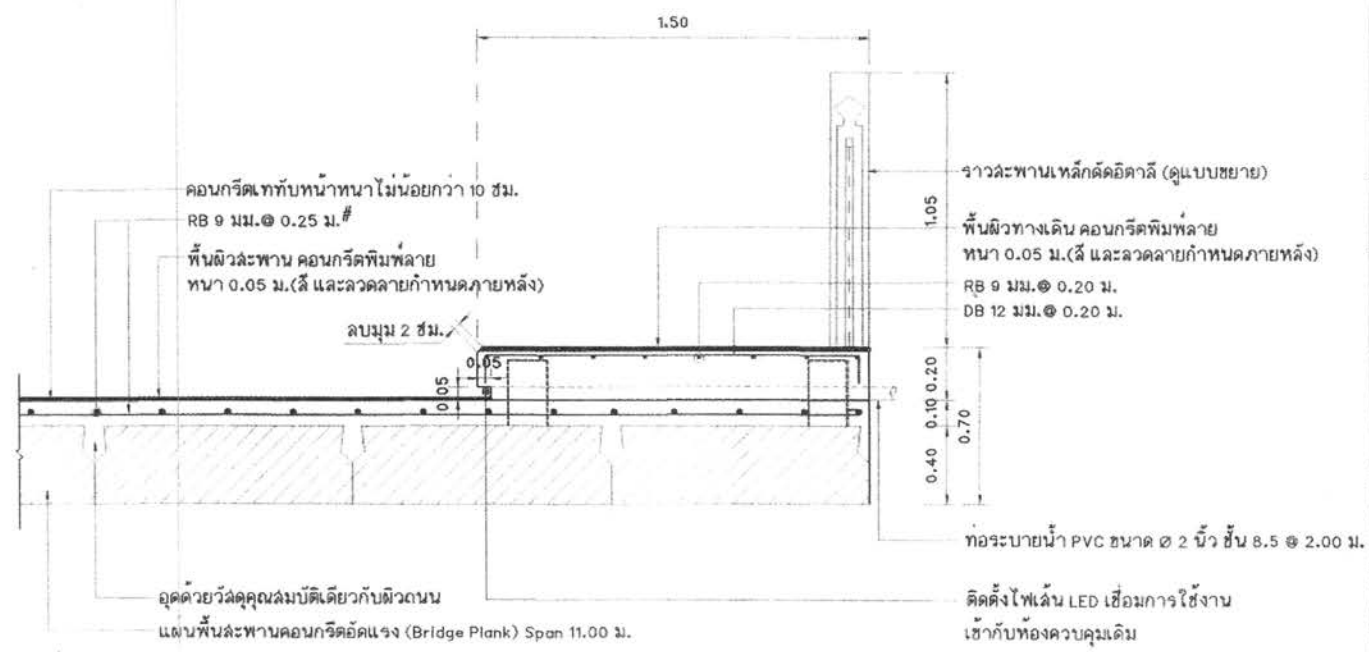 1.50
คอนกรีตเททับหน้าหนาไม่น้อยกว่า 10 ซม.
RB 9 มม.@ 0.25 ม.#
พื้นผิวสะพาน คอนกรีตพิมพ์ลาย
หนา 0.05 ม.(สี และลวดลายกำหนดภายหลัง)
ลบมุม 2 ซม.
0.05
0.05
1.05
ราวสะพานเหล็กดัดอิตาลี (ดูแบบขยาย)
พื้นผิวทางเดิน คอนกรีตพิมพ์ลาย
หนา 0.05 ม.(สี และลวดลายกำหนดภายหลัง)
RB 9 มม.@ 0.20 ม.
DB 12 มม.@ 0.20 ม.
0.20
0.10
0.40
0.70
ท่อระบายน้ำ PVC ขนาด Ø 2 นิ้ว ชั้น 8.5 @ 2.00 ม.
อุดด้วยวัสดุคุณสมบัติเดียวกับผิวถนน
แผ่นพื้นสะพานคอนกรีตอัดแรง (Bridge Plank) Span 11.00 ม.
ติดตั้งไฟเส้น LED เชื่อมการใช้งาน
เข้ากับห้องควบคุมเดิม